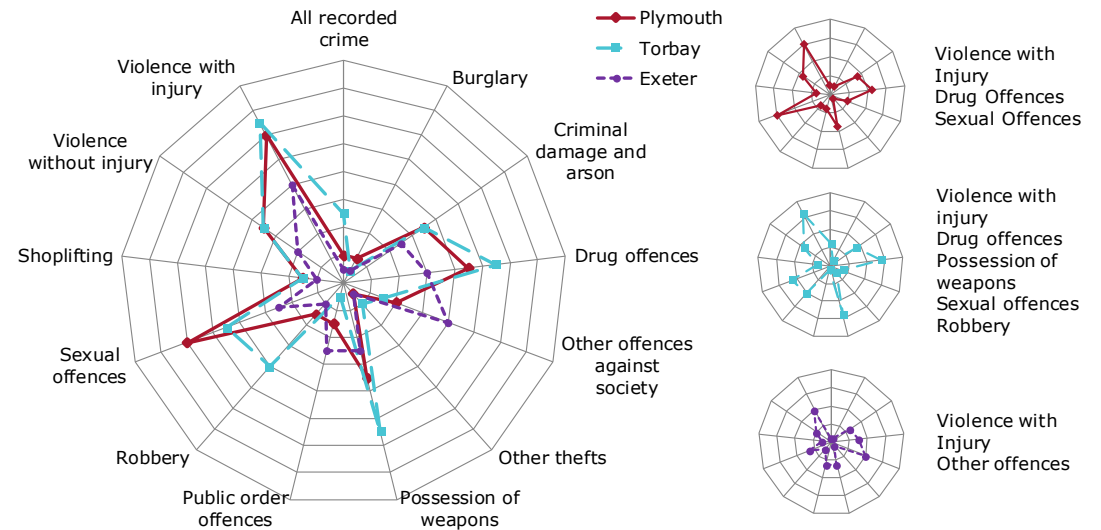 All recorded
crime
Burglary
Criminal
damage and
arson
Drug offences
Other offences
against
society
Other thefts
Possession of
weapons
Public order
offences
Robbery
Sexual
offences
Shoplifting
Violence
without injury
Violence with
injury
Plymouth
Torbay
Exeter
Violence with
Injury
Drug Offences
Sexual Offences
Violence with
injury
Drug offences
Possession of
weapons
Sexual offences
Robbery
Violence with
Injury
Other offences